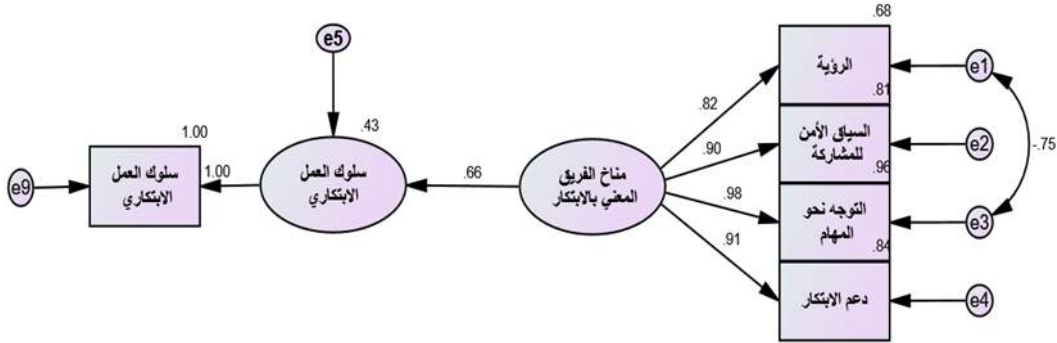 .68
e5
الرؤية
e1
.82
.81
.43
1.00
السياق الأمن
للمشاركة
e2
-.75
.90
.96
سلوك العمل
الابتكاري
1.00
e9
سلوك العمل
الابتكاري
.66
مناخ الفريق
المعني بالابتكار
.98
التوجه نحو
المهام
e3
.91
.84
دعم الابتكار
e4